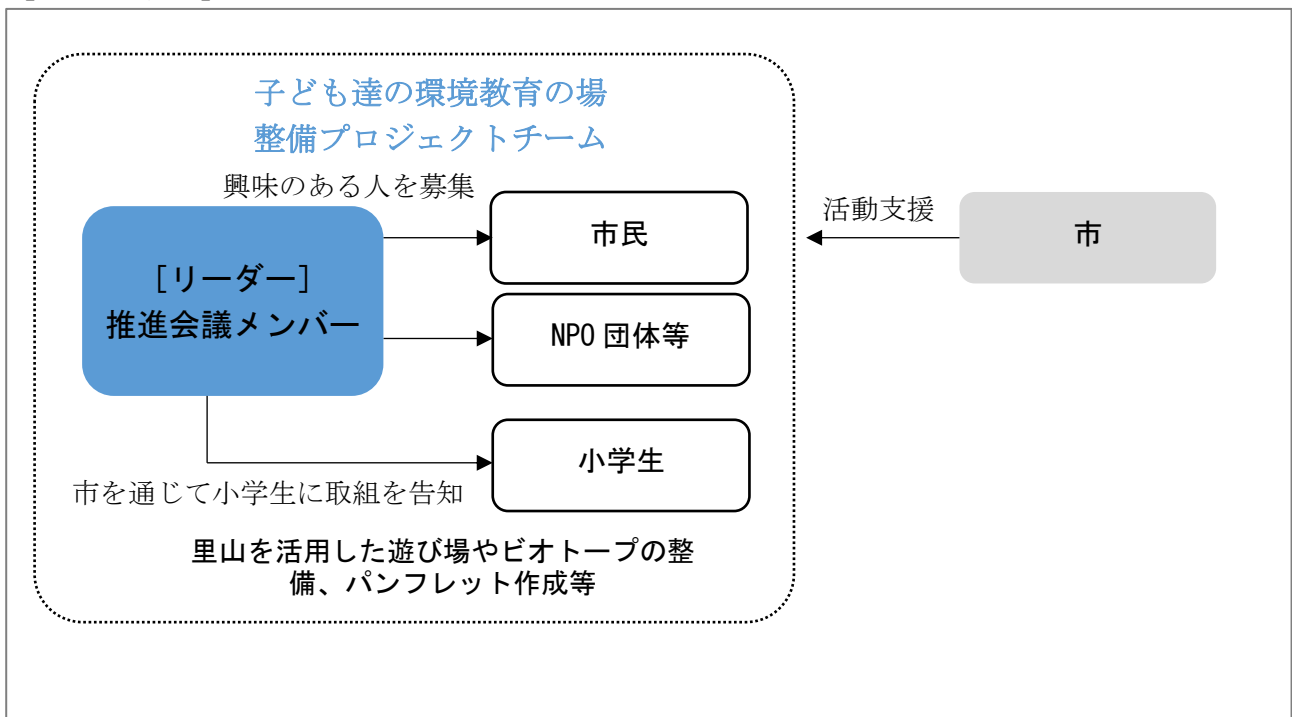 子ども達の環境教育の場
整備プロジェクトチーム
興味のある人を募集
[リーダー]
推進会議メンバー
市民
NPO 団体等
小学生
市を通じて小学生に取組を告知
里山を活用した遊び場やビオトープの整
備、パンフレット作成等
活動支援
市